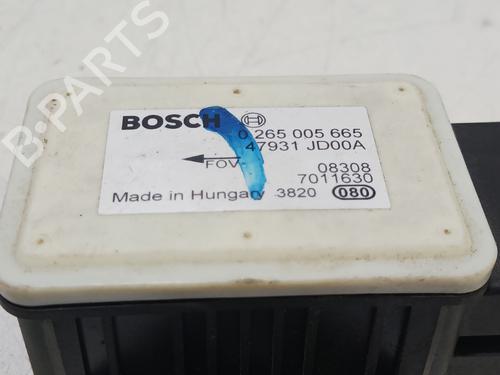 B-PARTS
BOSCH
0 265 005 665
47931 JD00A
FOV
08308
7011630
Made in Hungary 3820 080